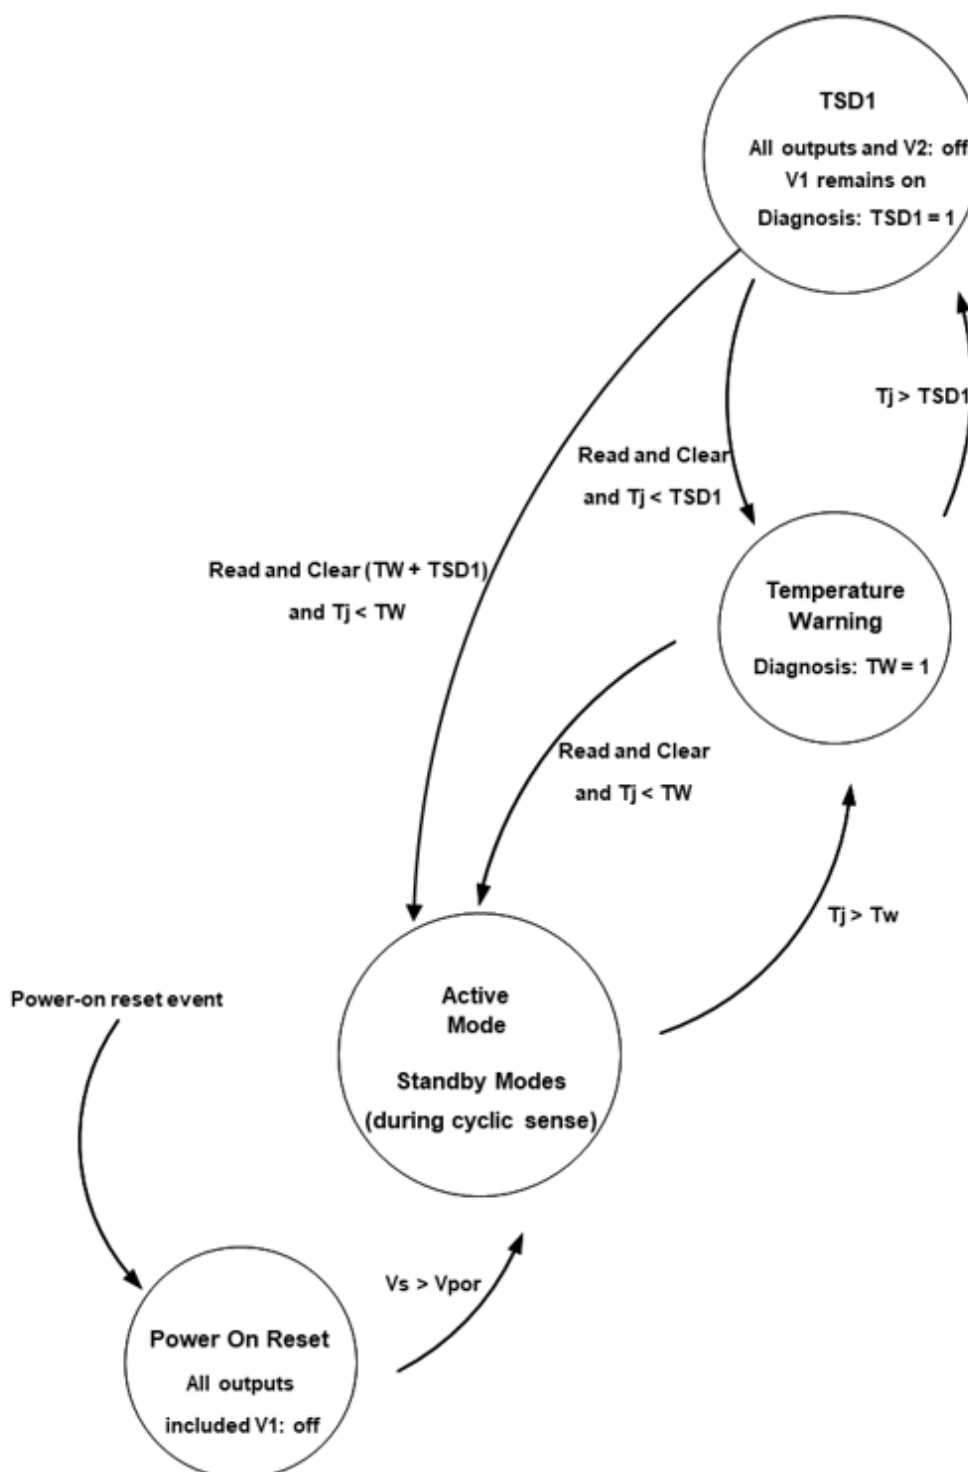 TSD1
All outputs and V2: off
V1 remains on
Diagnosis: TSD1 = 1
Tj > TSD1
Read and Clear
and Tj < TSD1
Read and Clear (TW + TSD1)
and Tj < TW
Temperature
Warning
Diagnosis: TW = 1
Read and Clear
and Tj < TW
Tj > Tw
Power-on reset event
Active
Mode
Standby Modes
(during cyclic sense)
Vs > Vpor
Power On Reset
All outputs
included V1: off